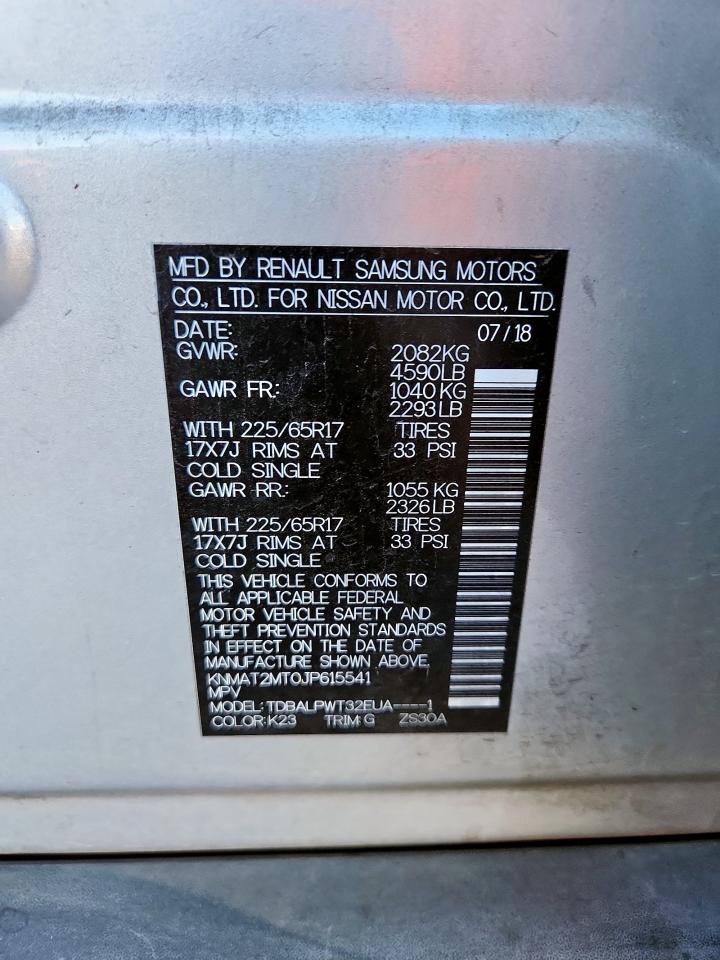 MFD BY RENAULT SAMSUNG MOTORS
CO., LTD. FOR NISSAN MOTOR CO., LTD.
DATE: 07/18
GVWR: 2082KG
4590LB
GAWR FR.: 1040 KG
2293 LB
WITH 225/65R17 TIRES
17X7J RIMS AT 33 PSI
COLD SINGLE
GAWR RR.: 1055 KG
2326 LB
WITH 225/65R17 TIRES
17X7J RIMS AT 33 PSI
COLD SINGLE
THIS VEHICLE CONFORMS TO
ALL APPLICABLE FEDERAL
MOTOR VEHICLE SAFETY AND
THEFT PREVENTION STANDARDS
IN EFFECT ON THE DATE OF
MANUFACTURE SHOWN ABOVE.
KNMAT2MT0JP615541
MPV
MODEL: TDBALPWT32EUA----1
COLOR: K23 TRIM: G ZS30A